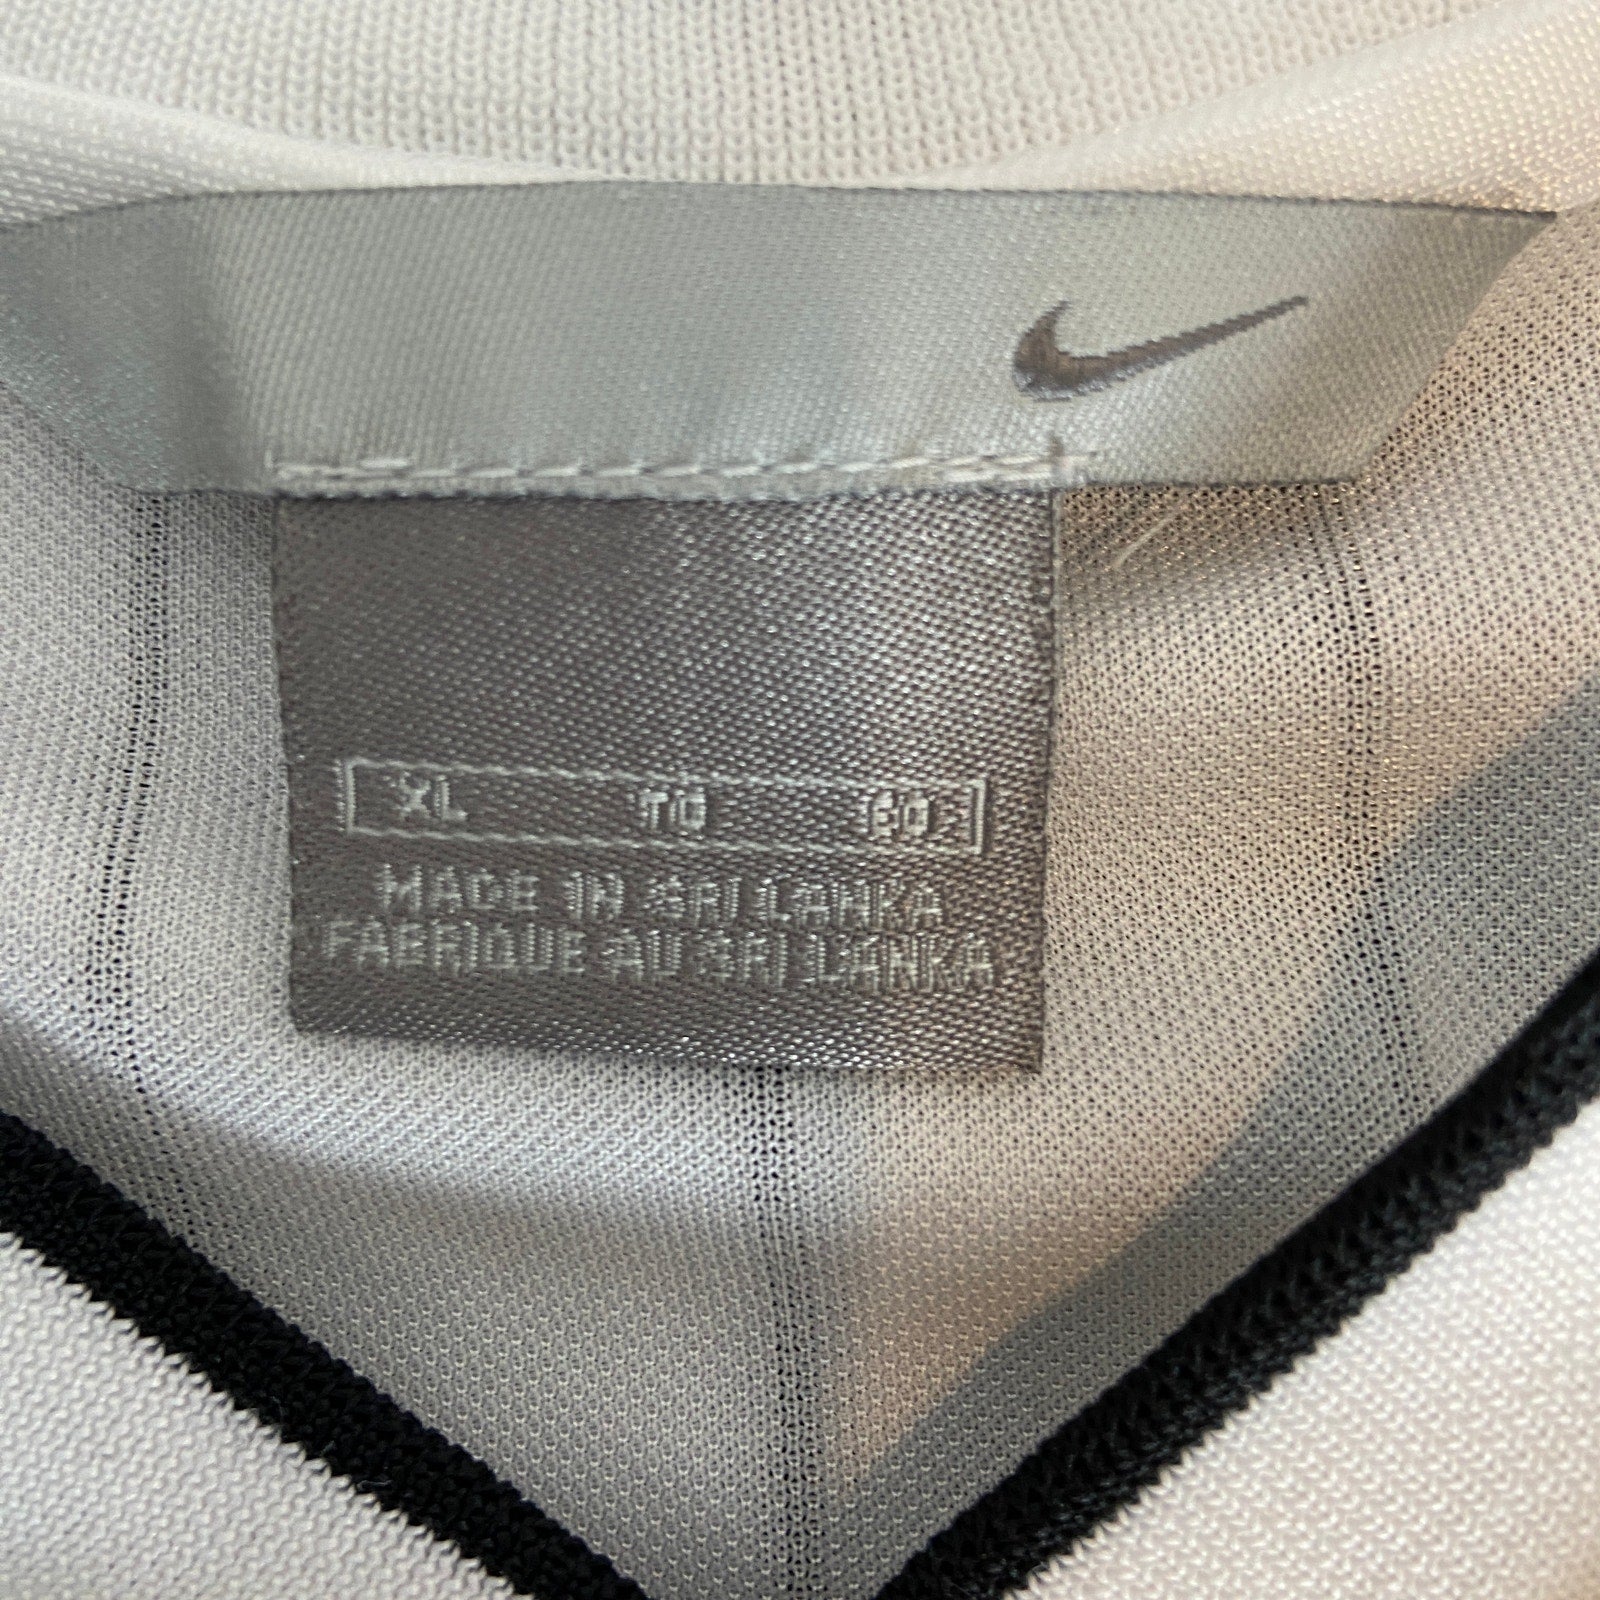 XL TG EG
MADE IN SRI LANKA
FABRIQUE AU SRI LANKA